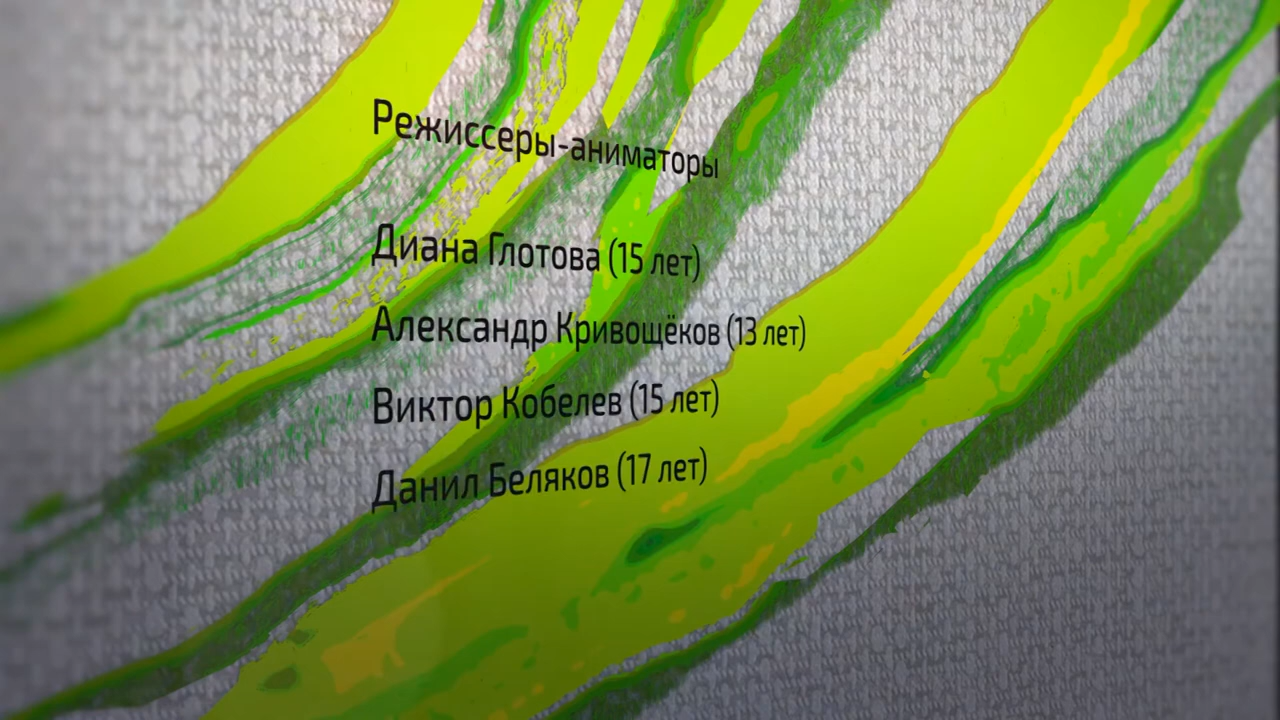 Режиссеры-аниматоры
Диана Глотова (15 лет)
Александр Кривощёков (13 лет)
Виктор Кобелев (15 лет)
Данил Беляков (17 лет)